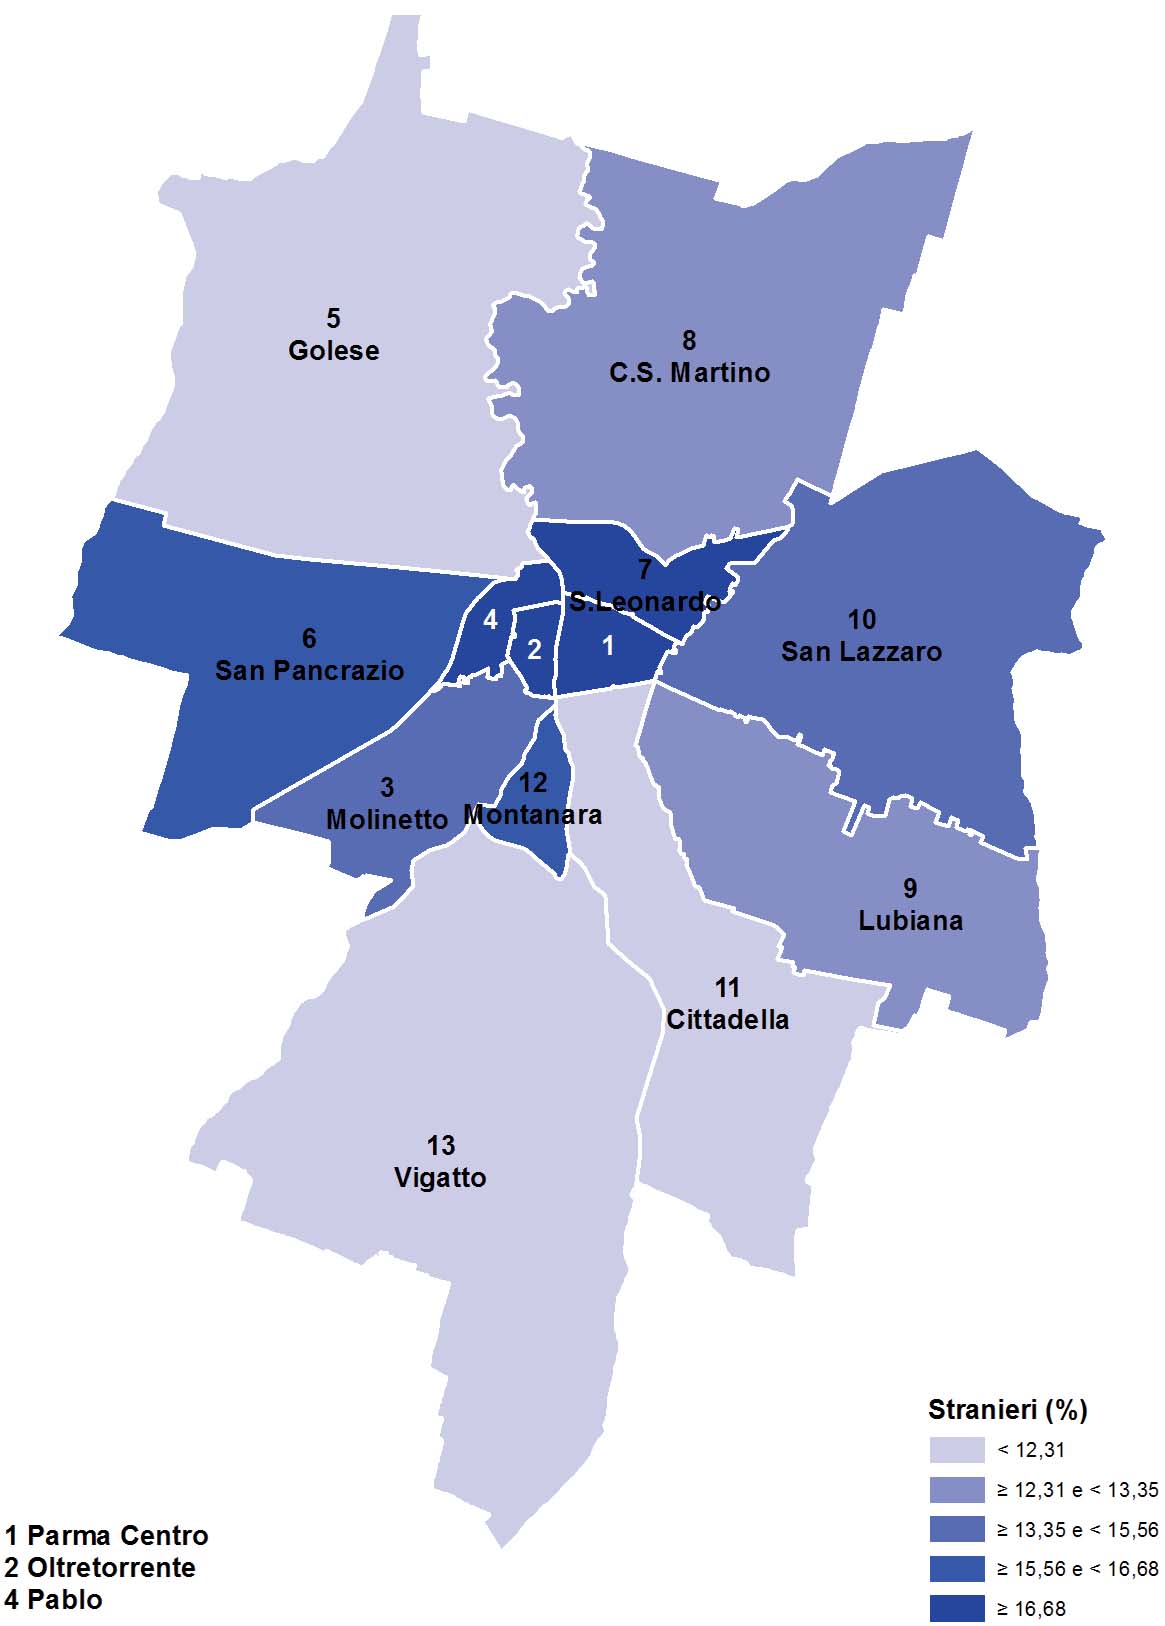 5
Golese
8
C.S. Martino
7
S.Leonardo
4
2
1
10
San Lazzaro
6
San Pancrazio
3
Molinetto
12
Montanara
9
Lubiana
11
Cittadella
13
Vigatto
Stranieri (%)
< 12,31
≥ 12,31 e < 13,35
≥ 13,35 e < 15,56
≥ 15,56 e < 16,68
≥ 16,68
1 Parma Centro
2 Oltretorrente
4 Pablo